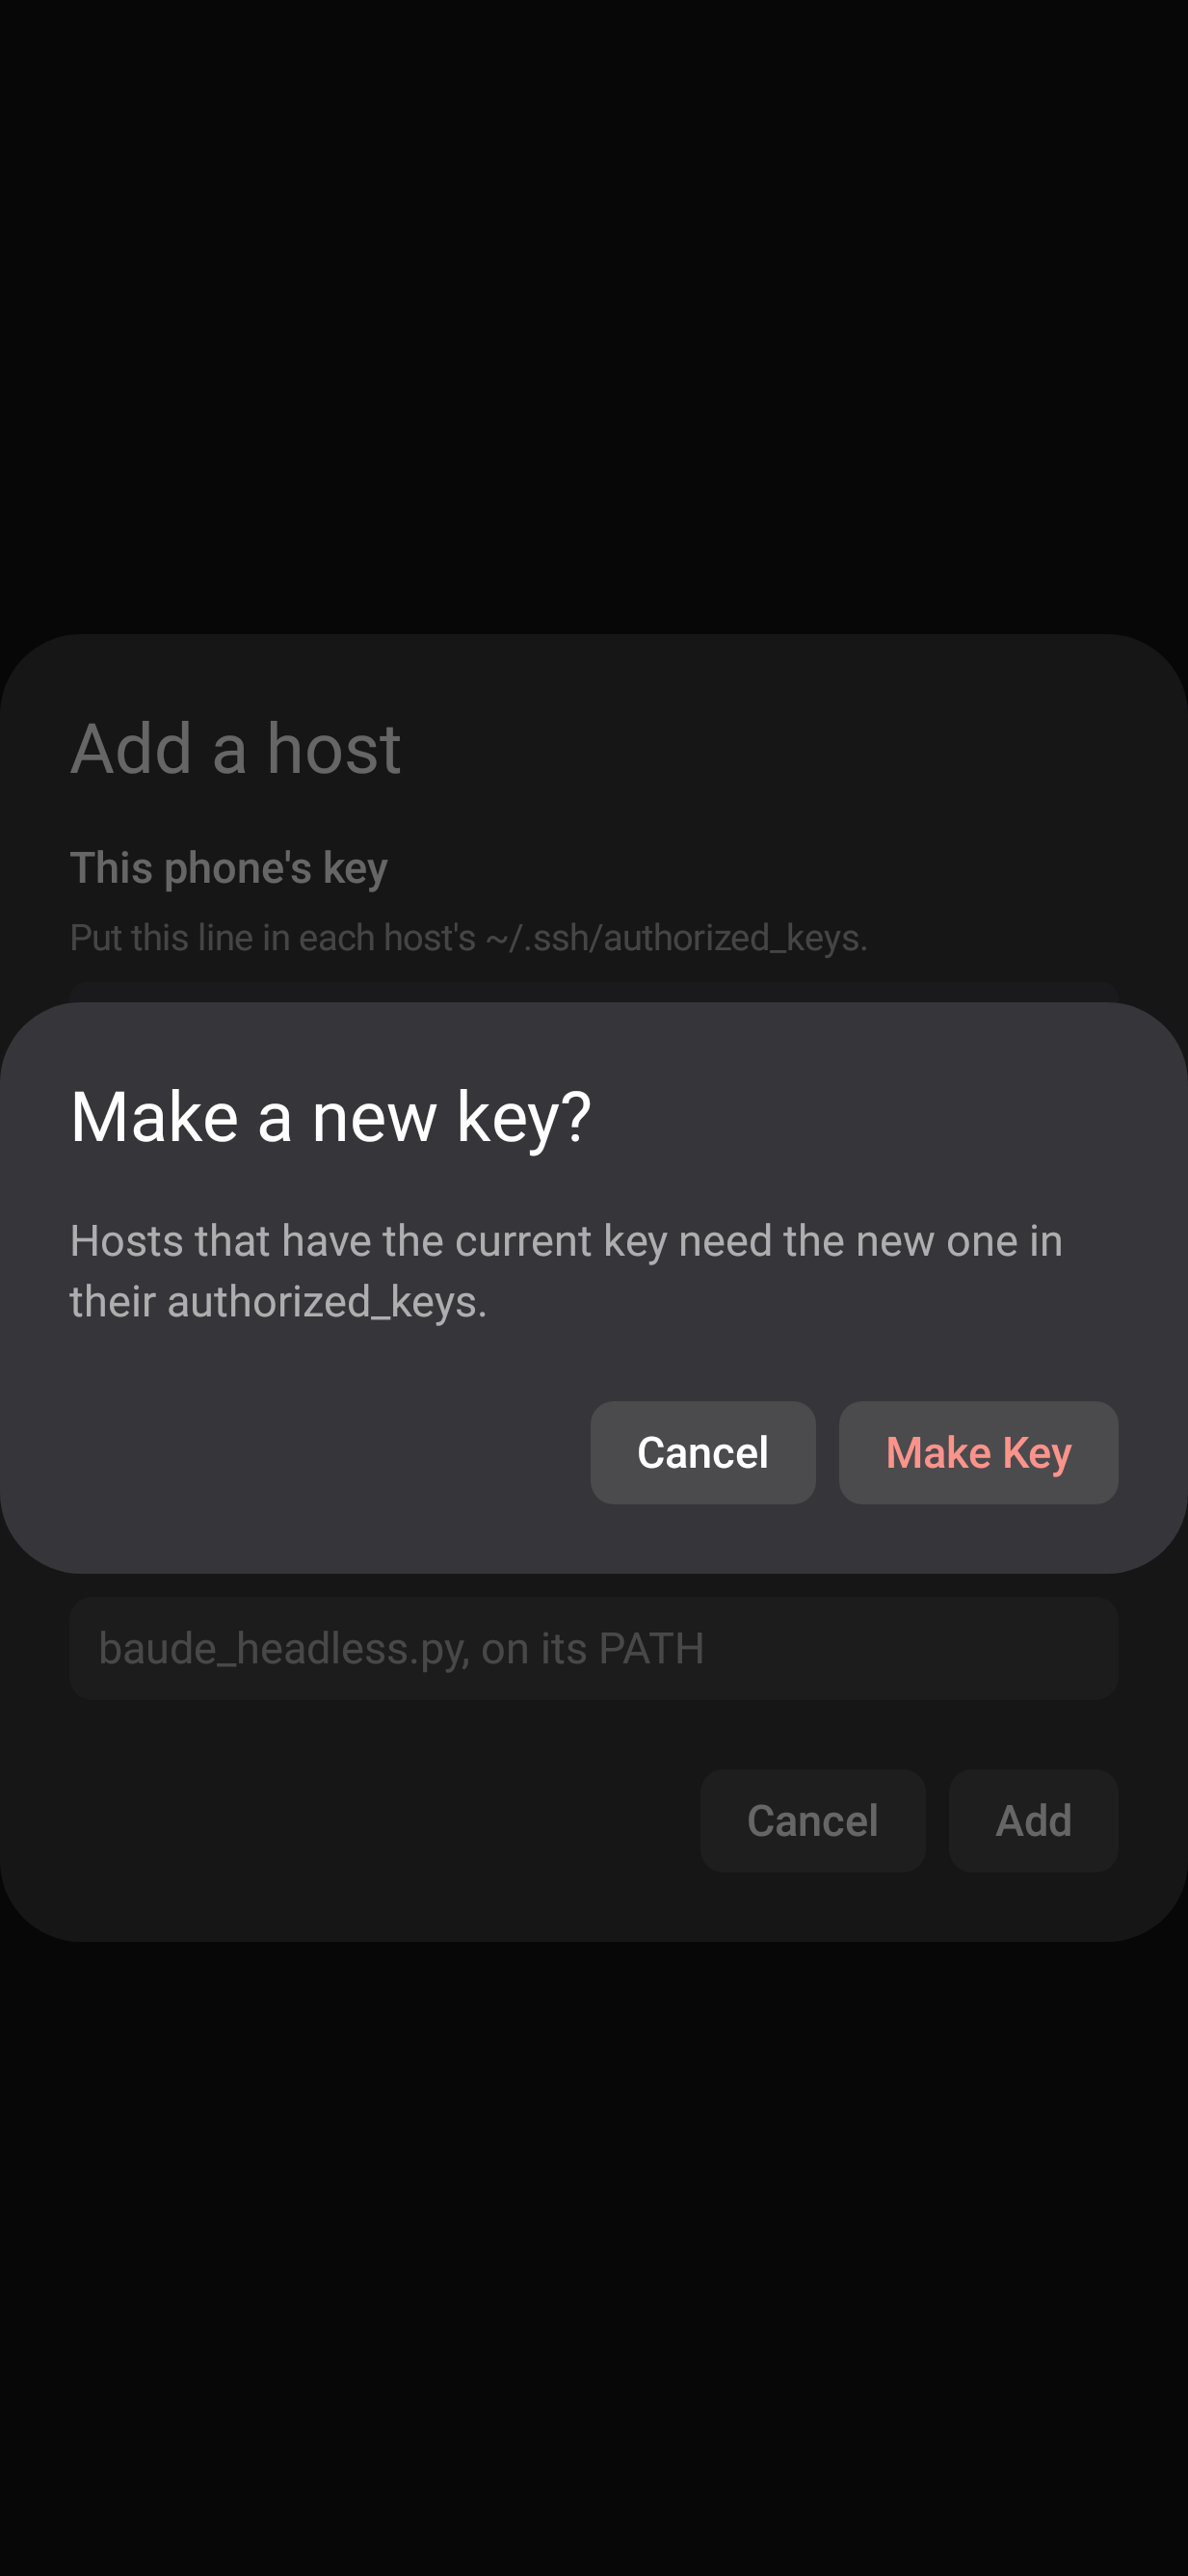 Add a host
This phone's key
Put this line in each host's ~/.ssh/authorized_keys.
Make a new key?
Hosts that have the current key need the new one in
their authorized_keys.
Cancel
Make Key
baude_headless.py, on its PATH
Cancel
Add